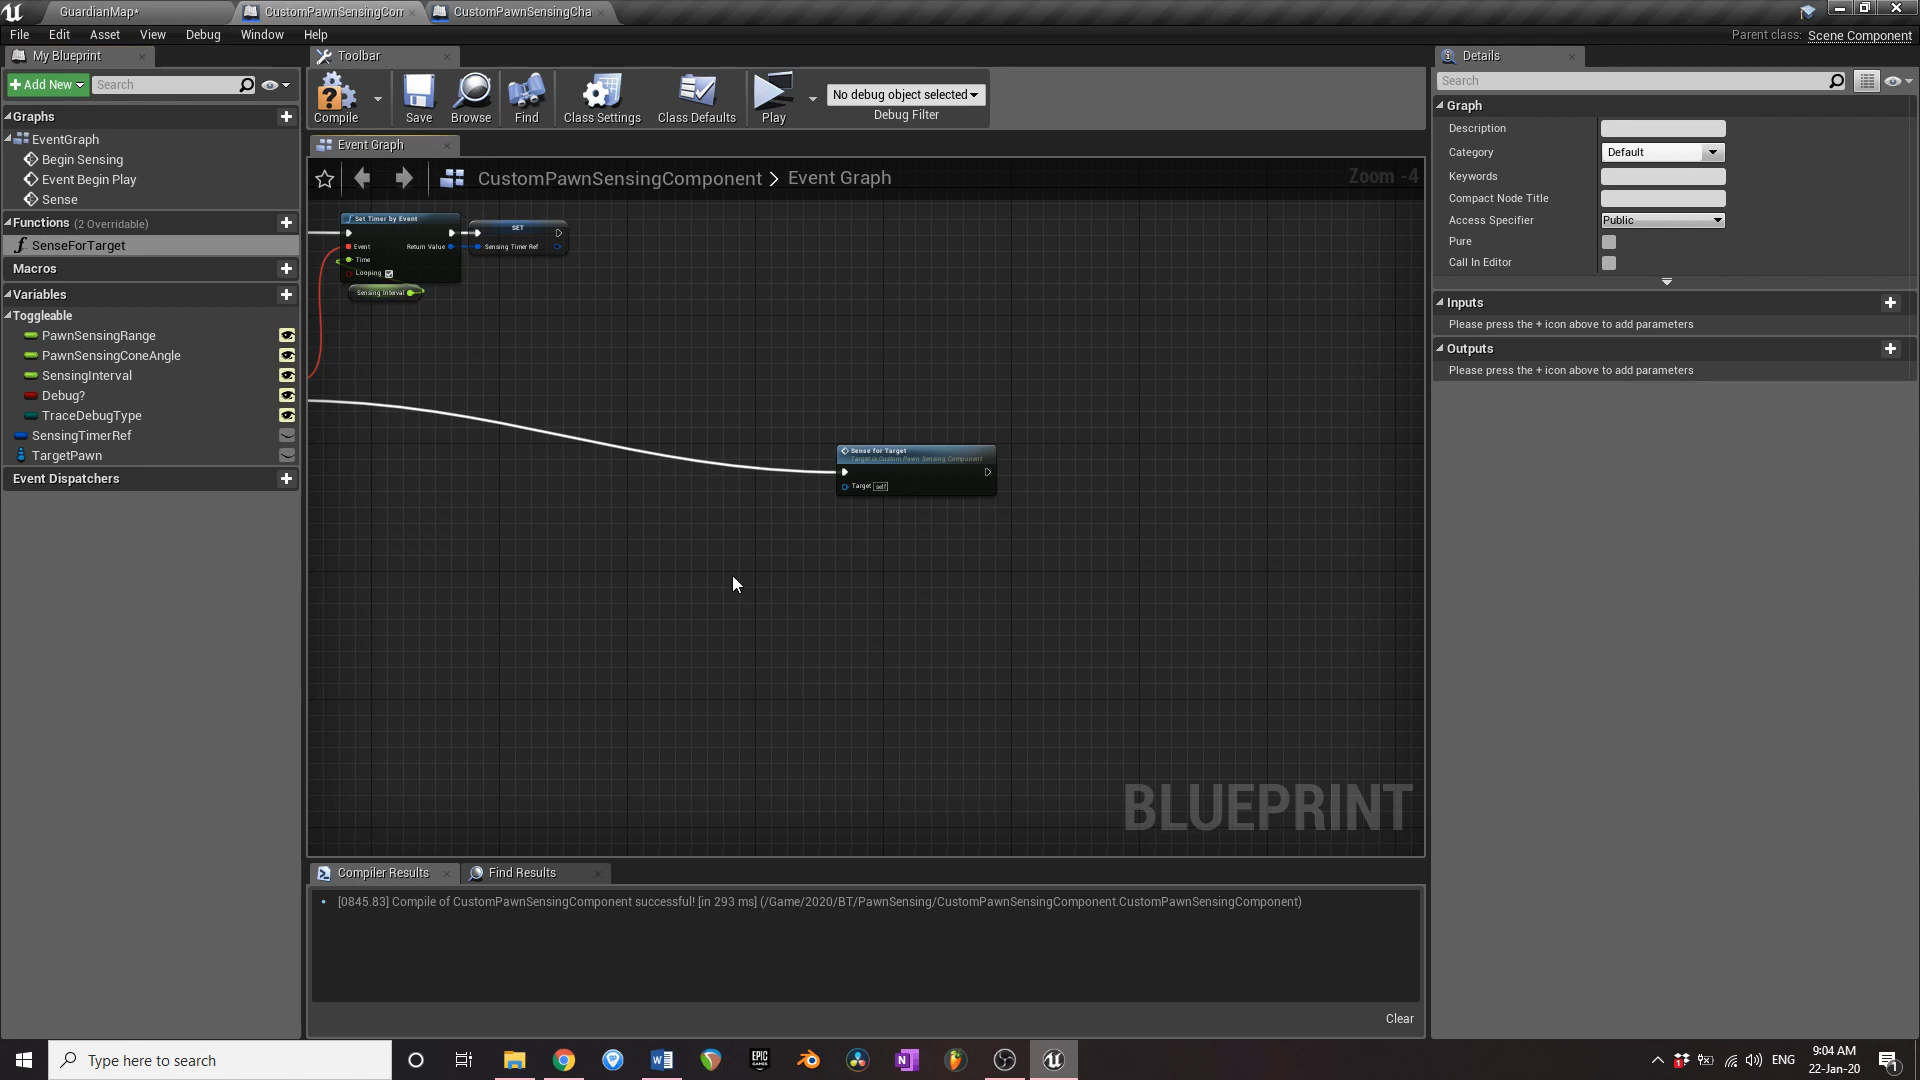 GuardianMap*
CustomPawnSensingCom
CustomPawnSensingCha
File Edit Asset View Debug Window Help
Parent class: Scene Component
My Blueprint
Toolbar
Details
Add New
Search
Compile
Save
Browse
Find
Class Settings
Class Defaults
Play
No debug object selected
Debug Filter
Search
Graphs
EventGraph
Begin Sensing
Event Begin Play
Sense
Functions (2 Overridable)
SenseForTarget
Macros
Variables
Toggleable
PawnSensingRange
PawnSensingConeAngle
SensingInterval
Debug?
TraceDebugType
SensingTimerRef
TargetPawn
Event Dispatchers
Event Graph
CustomPawnSensingComponent > Event Graph
Zoom -4
Set Timer by Event
Event
Return Value
Time
Looping
SET
Sensing Timer Ref
Sensing Interval
Sense for Target
Target is Custom Pawn Sensing Component
Target self
BLUEPRINT
Graph
Description
Category Default
Keywords
Compact Node Title
Access Specifier Public
Pure
Call In Editor
Inputs
Please press the + icon above to add parameters
Outputs
Please press the + icon above to add parameters
Compiler Results
Find Results
[0845.83] Compile of CustomPawnSensingComponent successful! [in 293 ms] (/Game/2020/BT/PawnSensing/CustomPawnSensingComponent.CustomPawnSensingComponent)
Clear
Type here to search
EPIC GAMES
ENG
9:04 AM
22-Jan-20